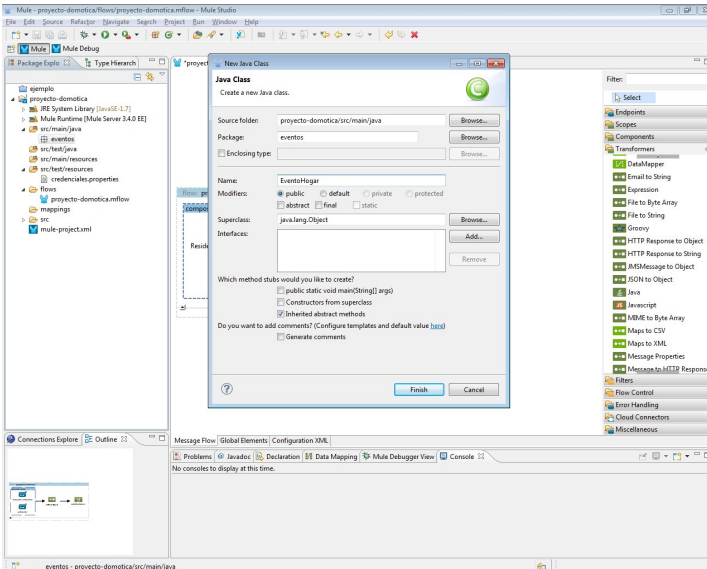 Mule - proyecto-domotica/flows/proyecto-domotica.mflow - Mule Studio
File Edit Source Refactor Navigate Search Project Run Window Help
Mule Mule Debug
Package Explo Type Hierarch
ejemplo
proyecto-domotica
JRE System Library [JavaSE-1.7]
Mule Runtime [Mule Server 3.4.0 EE]
src/main/java
eventos
src/test/java
src/main/resources
src/test/resources
credenciales.properties
flows
proyecto-domotica.mflow
mappings
src
mule-project.xml
*proyect
New Java Class
Java Class
Create a new Java class.
Source folder: proyecto-domotica/src/main/java Browse...
Package: eventos Browse...
Enclosing type: Browse...
Name: EventoHogar
Modifiers: public default private protected
abstract final static
Superclass: java.lang.Object Browse...
Interfaces: Add...
Remove
Which method stubs would you like to create?
public static void main(String[] args)
Constructors from superclass
Inherited abstract methods
Do you want to add comments? (Configure templates and default value here)
Generate comments
Finish Cancel
Filter:
Select
Endpoints
Scopes
Components
Transformers
DataMapper
Email to String
Expression
File to Byte Array
File to String
Groovy
HTTP Response to Object
HTTP Response to String
JMSMessage to Object
JSON to Object
Java
Javascript
MIME to Byte Array
Maps to CSV
Maps to XML
Message Properties
Message to HTTP Response
Filters
Flow Control
Error Handling
Cloud Connectors
Miscellaneous
Message Flow Global Elements Configuration XML
Connections Explore Outline
Problems Javadoc Declaration Data Mapping Mule Debugger View Console
No consoles to display at this time.
eventos - proyecto-domotica/src/main/java